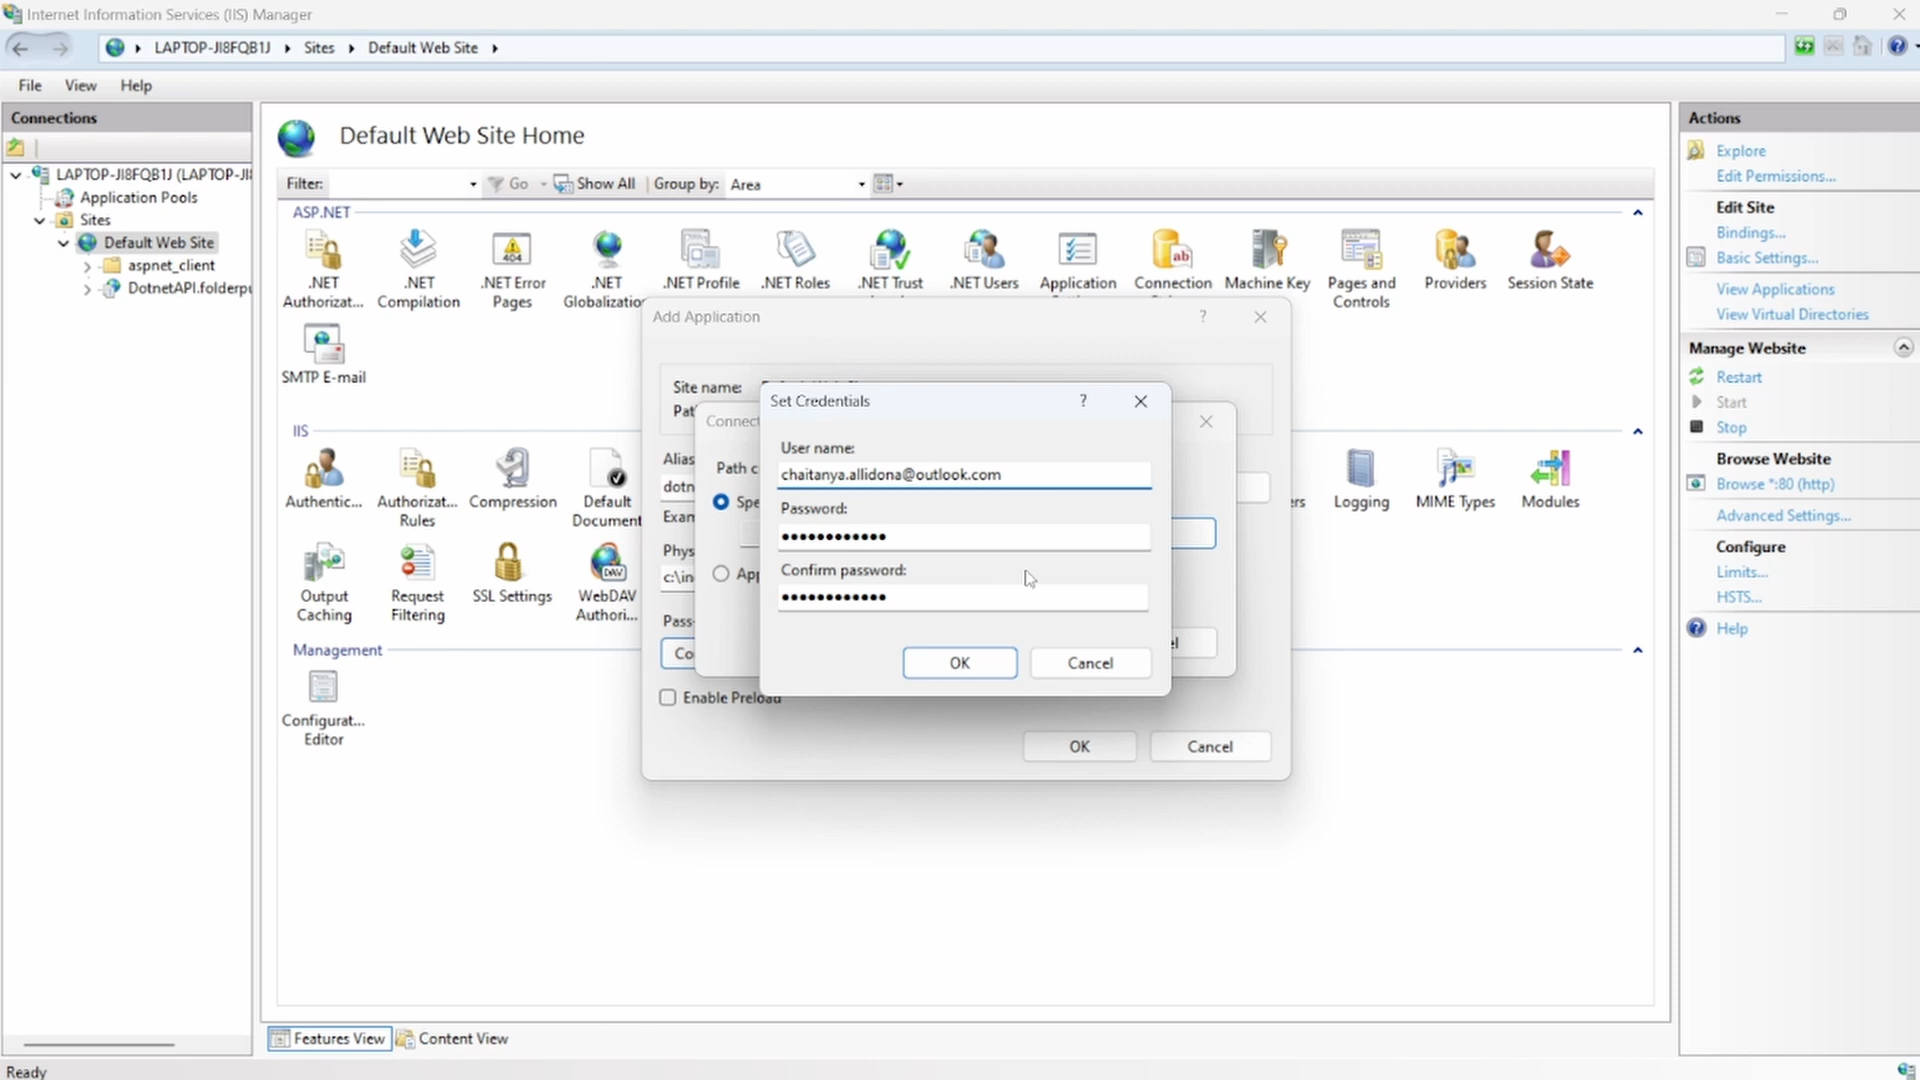 Internet Information Services (IIS) Manager
LAPTOP-JI8FQB1J
Sites
Default Web Site
File
View
Help
Connections
LAPTOP-JI8FQB1J (LAPTOP-JI8
Application Pools
Sites
Default Web Site
aspnet_client
DotnetAPI.folderpu
Default Web Site Home
Filter:
Go
Show All
Group by:
Area
ASP.NET
.NET Authorizat...
.NET Compilation
.NET Error Pages
.NET
Globalizatio
.NET Profile
.NET Roles
.NET Trust
.NET Users
Application
Connection
Machine Key
Pages and Controls
Providers
Session State
SMTP E-mail
IIS
Authentic...
Authorizat... Rules
Compression
Default
Document
Logging
MIME Types
Modules
Output Caching
Request Filtering
SSL Settings
WebDAV Authori...
Management
Configurat... Editor
Add Application
?
Site name:
Pat
Alias
dotn
Exam
Phys
c:\in
Pass-
Co
Enable Preload
OK
Cancel
Connect
Path c
Spe
App
el
Set Credentials
?
User name:
chaitanya.allidona@outlook.com
Password:
••••••••••••
Confirm password:
••••••••••••
OK
Cancel
Actions
Explore
Edit Permissions...
Edit Site
Bindings...
Basic Settings...
View Applications
View Virtual Directories
Manage Website
Restart
Start
Stop
Browse Website
Browse *:80 (http)
Advanced Settings...
Configure
Limits...
HSTS...
Help
Features View
Content View
Ready